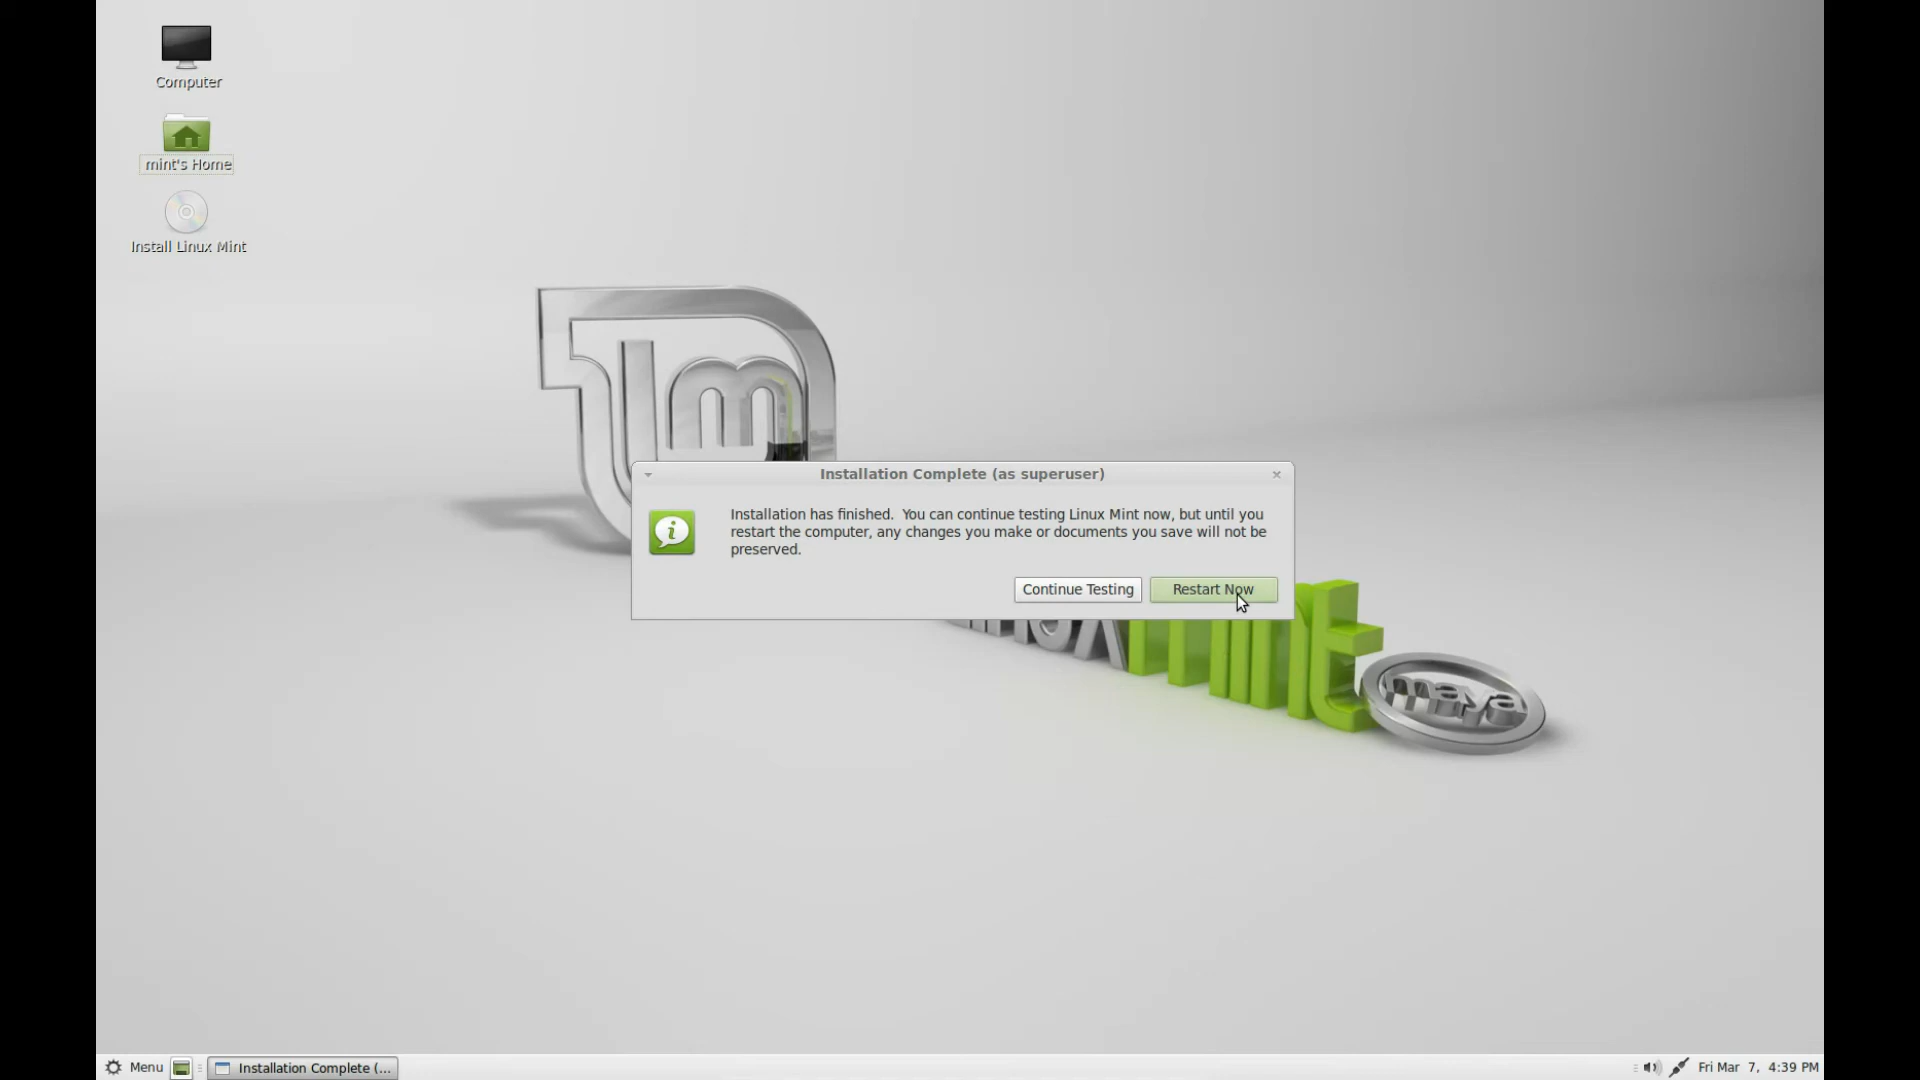 Computer
mint's Home
Install Linux Mint
Installation Complete (as superuser)
Installation has finished. You can continue testing Linux Mint now, but until you
restart the computer, any changes you make or documents you save will not be
preserved.
Continue Testing
Restart Now
mint
maya
Menu
Installation Complete (...
Fri Mar 7, 4:39 PM